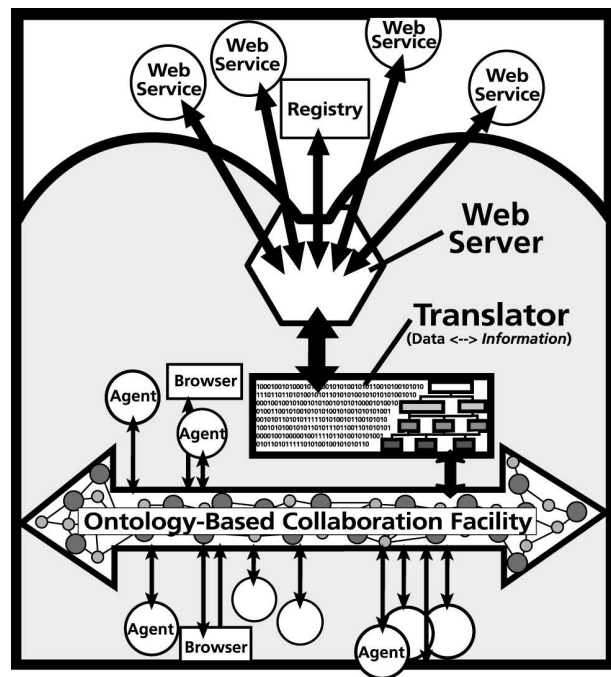 Web
Service
Web
Service
Web
Service
Web
Service
Registry
Web
Server
Translator
(Data <--> Information)
Browser
Agent
Agent
Ontology-Based Collaboration Facility
Agent
Browser
Agent